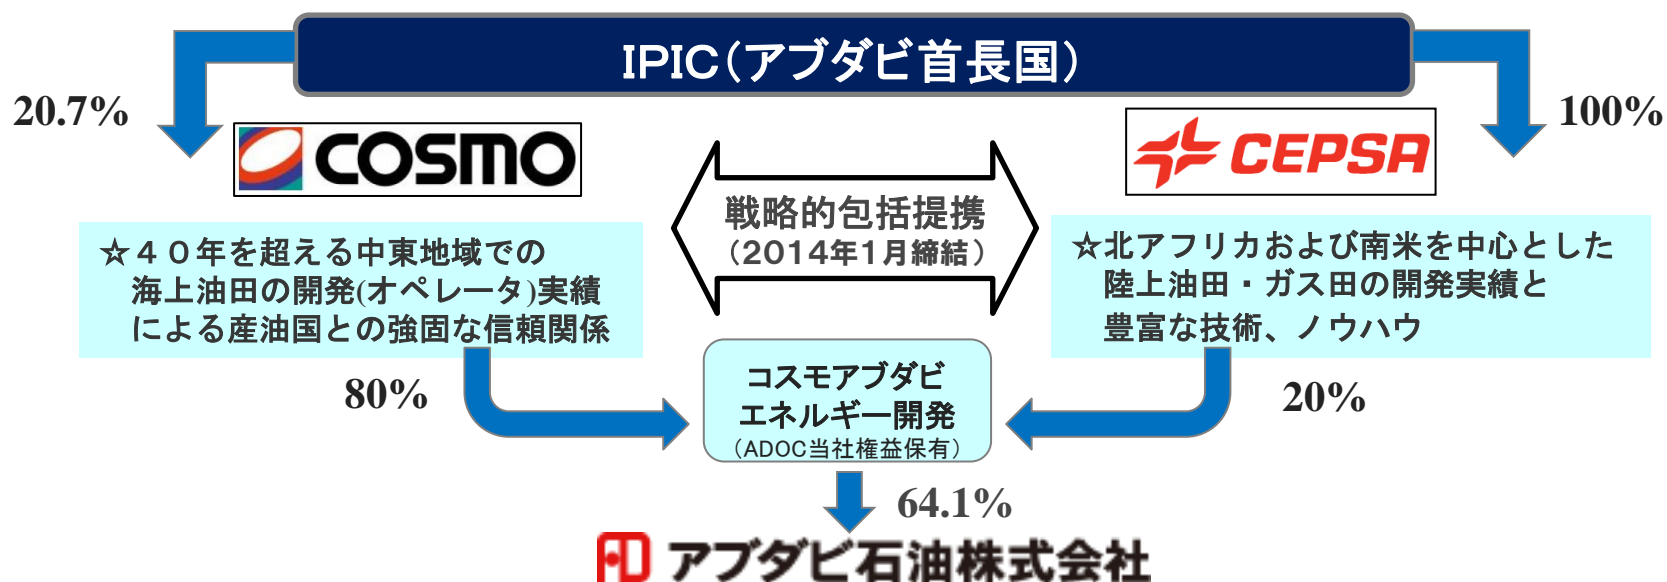 IPIC（アブダビ首長国）
20.7%
100%
COSMO
CEPSA
戦略的包括提携
（2014年1月締結）
☆４０年を超える中東地域での
海上油田の開発(オペレータ)実績
による産油国との強固な信頼関係
☆北アフリカおよび南米を中心とした
陸上油田・ガス田の開発実績と
豊富な技術、ノウハウ
80%
コスモアブダビ
エネルギー開発
（ADOC当社権益保有）
20%
64.1%
アブダビ石油株式会社